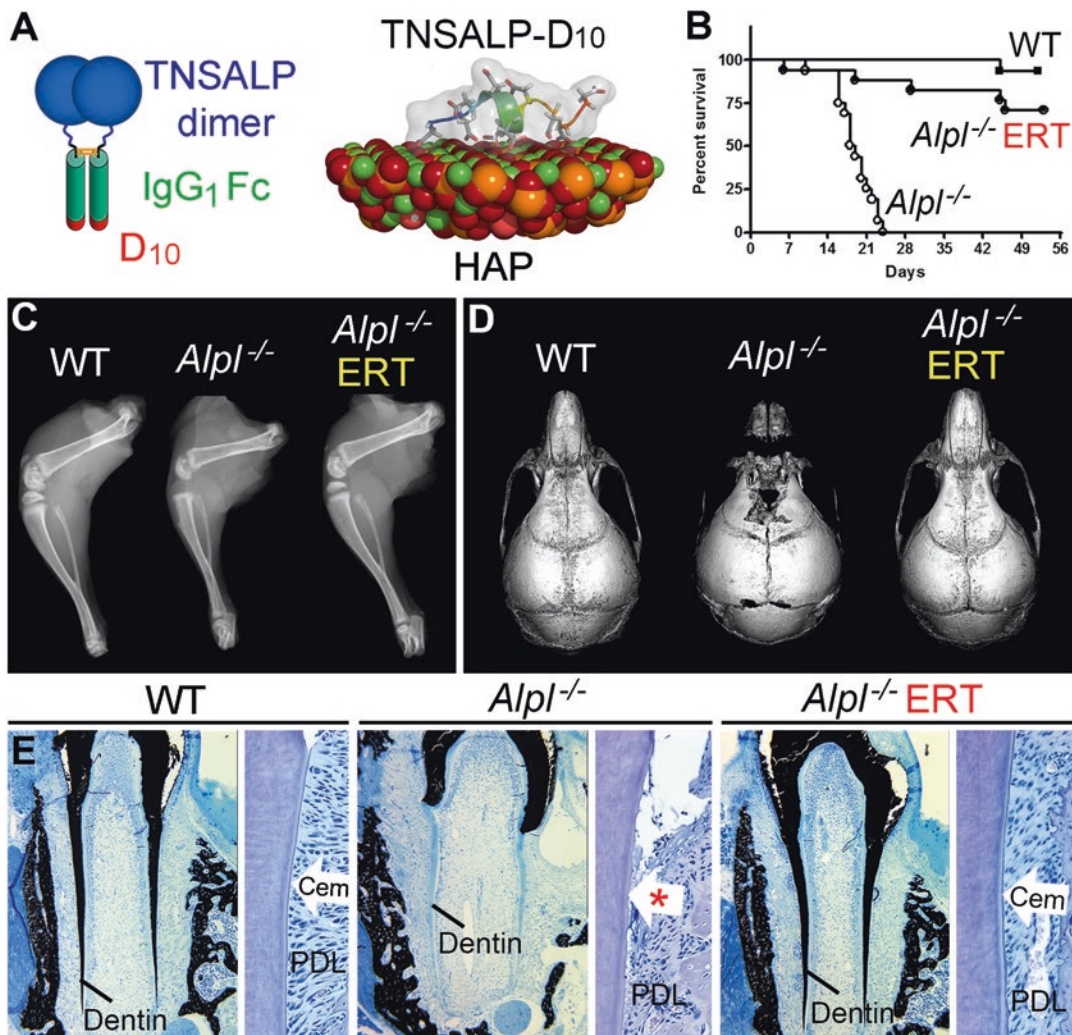 A
TNSALP
dimer
IgG1 Fc
D10
TNSALP-D10
HAP
B
Percent survival
100
75
50
25
0
0 7 14 21 28 35 42 49 56
Days
WT
Alpl-/- ERT
Alpl-/-
C
WT
Alpl-/-
Alpl-/-
ERT
D
WT
Alpl-/-
Alpl-/-
ERT
WT
Alpl-/-
Alpl-/- ERT
E
Dentin
Cem
PDL
Dentin
*
PDL
Dentin
Cem
PDL